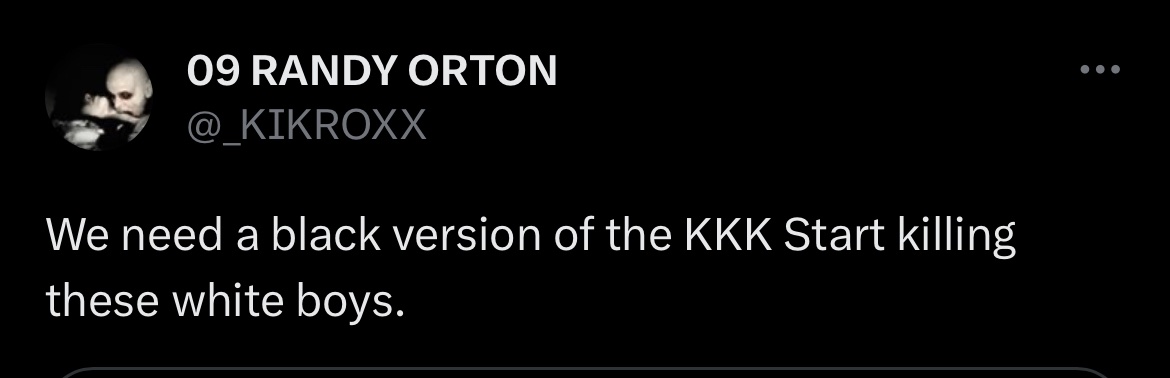 09 RANDY ORTON
@_KIKROXX
We need a black version of the KKK Start killing
these white boys.